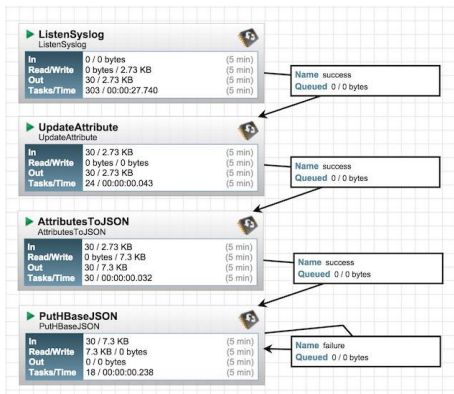 ListenSyslog
ListenSyslog
In 0 / 0 bytes (5 min)
Read/Write 0 bytes / 2.73 KB (5 min)
Out 30 / 2.73 KB (5 min)
Tasks/Time 303 / 00:00:27.740 (5 min)
Name success
Queued 0 / 0 bytes
UpdateAttribute
UpdateAttribute
In 30 / 2.73 KB (5 min)
Read/Write 0 bytes / 0 bytes (5 min)
Out 30 / 2.73 KB (5 min)
Tasks/Time 24 / 00:00:00.043 (5 min)
Name success
Queued 0 / 0 bytes
AttributesToJSON
AttributesToJSON
In 30 / 2.73 KB (5 min)
Read/Write 0 bytes / 7.3 KB (5 min)
Out 30 / 7.3 KB (5 min)
Tasks/Time 30 / 00:00:00.032 (5 min)
Name success
Queued 0 / 0 bytes
PutHBaseJSON
PutHBaseJSON
In 30 / 7.3 KB (5 min)
Read/Write 7.3 KB / 0 bytes (5 min)
Out 0 / 0 bytes (5 min)
Tasks/Time 18 / 00:00:00.238 (5 min)
Name failure
Queued 0 / 0 bytes